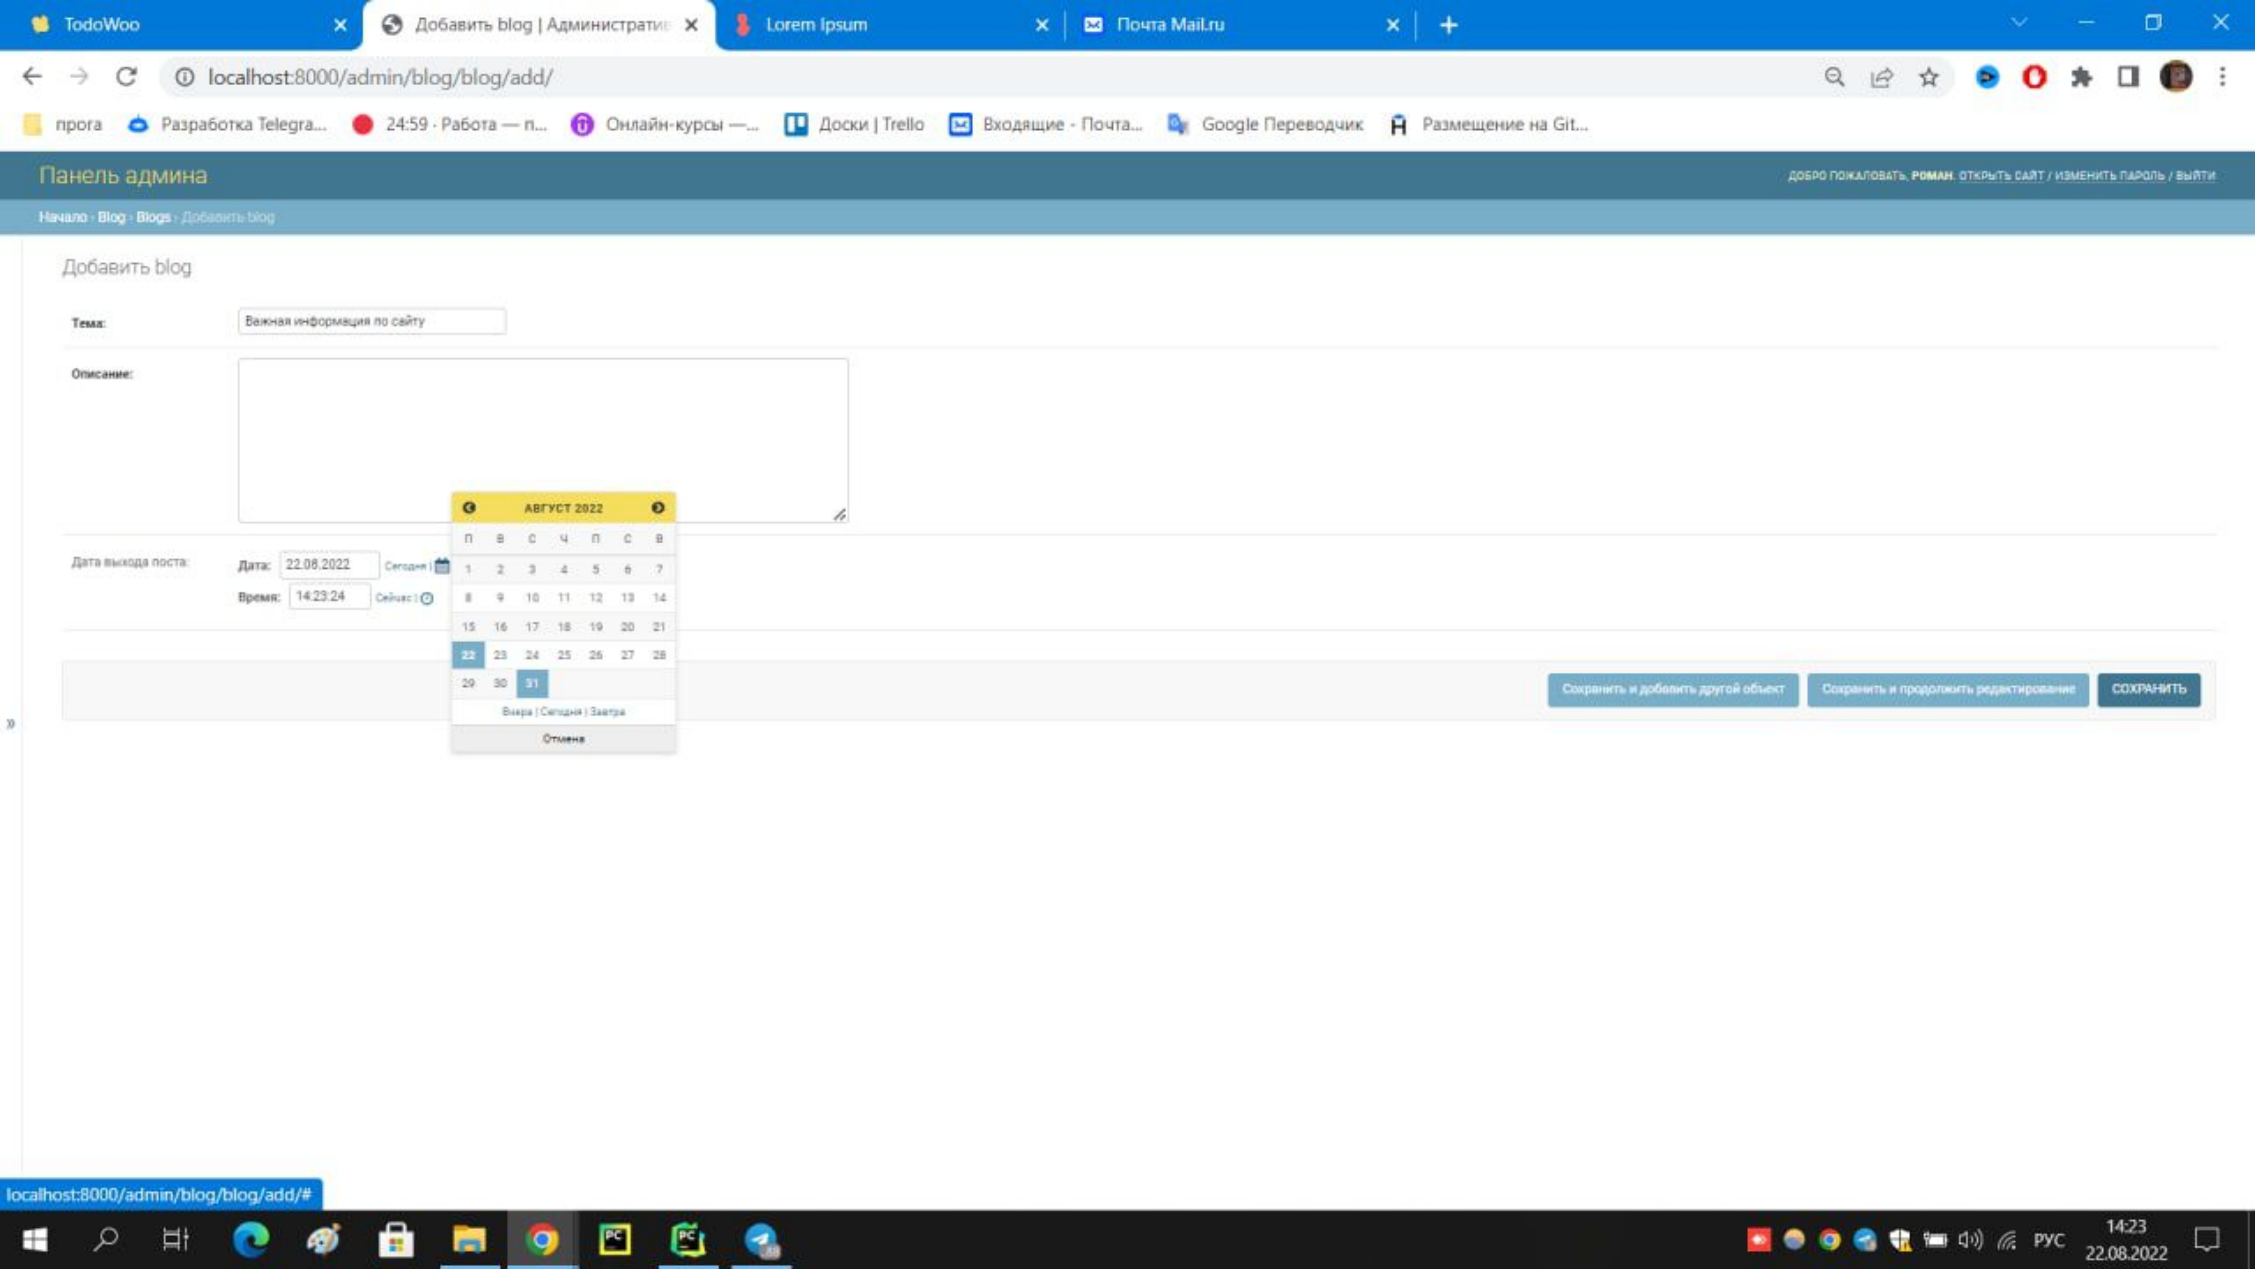 TodoWoo
Добавить blog | Административ
Lorem Ipsum
Почта Mail.ru
localhost:8000/admin/blog/blog/add/
прога
Разработка Telegra...
24:59 · Работа — п...
Онлайн-курсы —...
Доски | Trello
Входящие - Почта...
Google Переводчик
Размещение на Git...
Панель админа
ДОБРО ПОЖАЛОВАТЬ, РОМАН. ОТКРЫТЬ САЙТ / ИЗМЕНИТЬ ПАРОЛЬ / ВЫЙТИ
Начало › Blog › Blogs › Добавить blog
Добавить blog
Тема:
Важная информация по сайту
Описание:
Дата выхода поста:
Дата: 22.08.2022 Сегодня |
Время: 14:23:24 Сейчас |
АВГУСТ 2022
П В С Ч П С В
1 2 3 4 5 6 7
8 9 10 11 12 13 14
15 16 17 18 19 20 21
22 23 24 25 26 27 28
29 30 31
Вчера | Сегодня | Завтра
Отмена
Сохранить и добавить другой объект
Сохранить и продолжить редактирование
СОХРАНИТЬ
»
localhost:8000/admin/blog/blog/add/#
PC
PC
РУС
14:23
22.08.2022